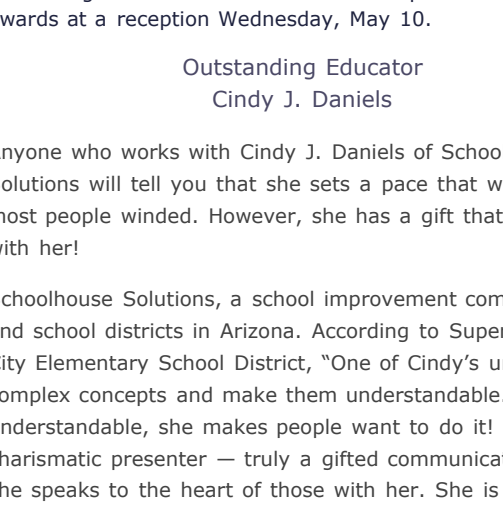 wards at a reception Wednesday, May 10.
Outstanding Educator
Cindy J. Daniels
nyone who works with Cindy J. Daniels of Schoo
olutions will tell you that she sets a pace that w
ost people winded. However, she has a gift that
with her!
choolhouse Solutions, a school improvement com
nd school districts in Arizona. According to Super
ity Elementary School District, “One of Cindy’s u
omplex concepts and make them understandable.
nderstandable, she makes people want to do it!
harismatic presenter — truly a gifted communica
he speaks to the heart of those with her. She is